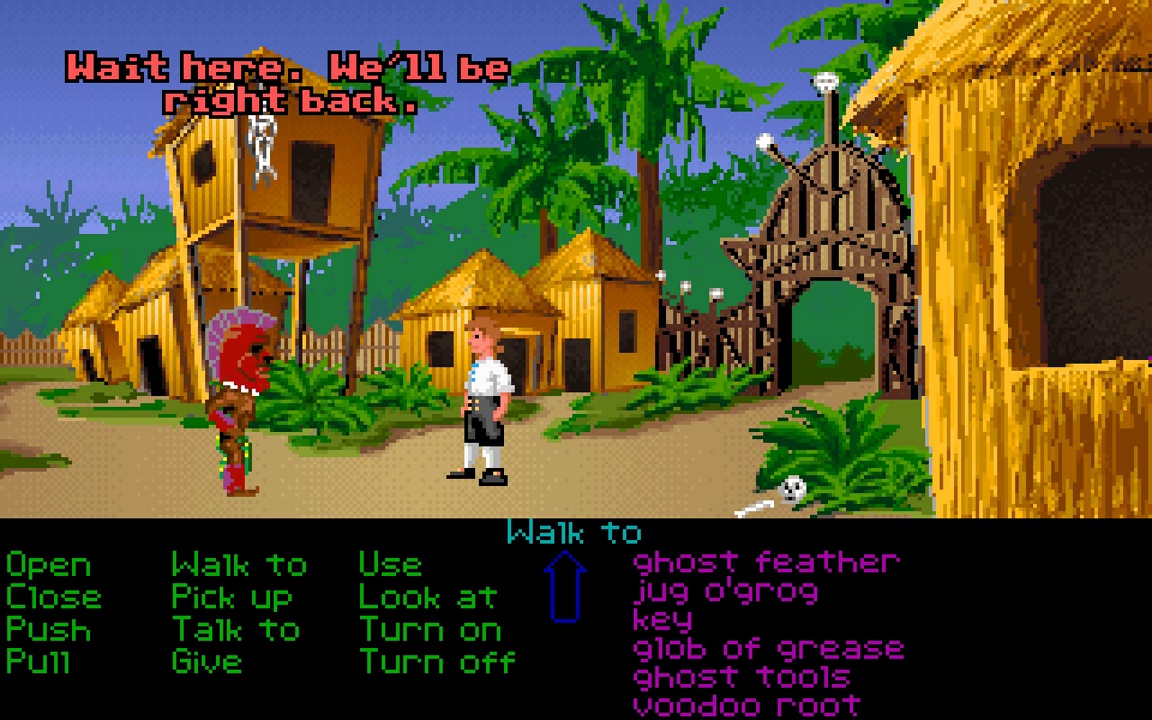 Wait here. We'll be
right back.
Walk to
Open Walk to Use ghost feather
Close Pick up Look at jug o'grog
Push Talk to Turn on key
Pull Give Turn off glob of grease
ghost tools
voodoo root